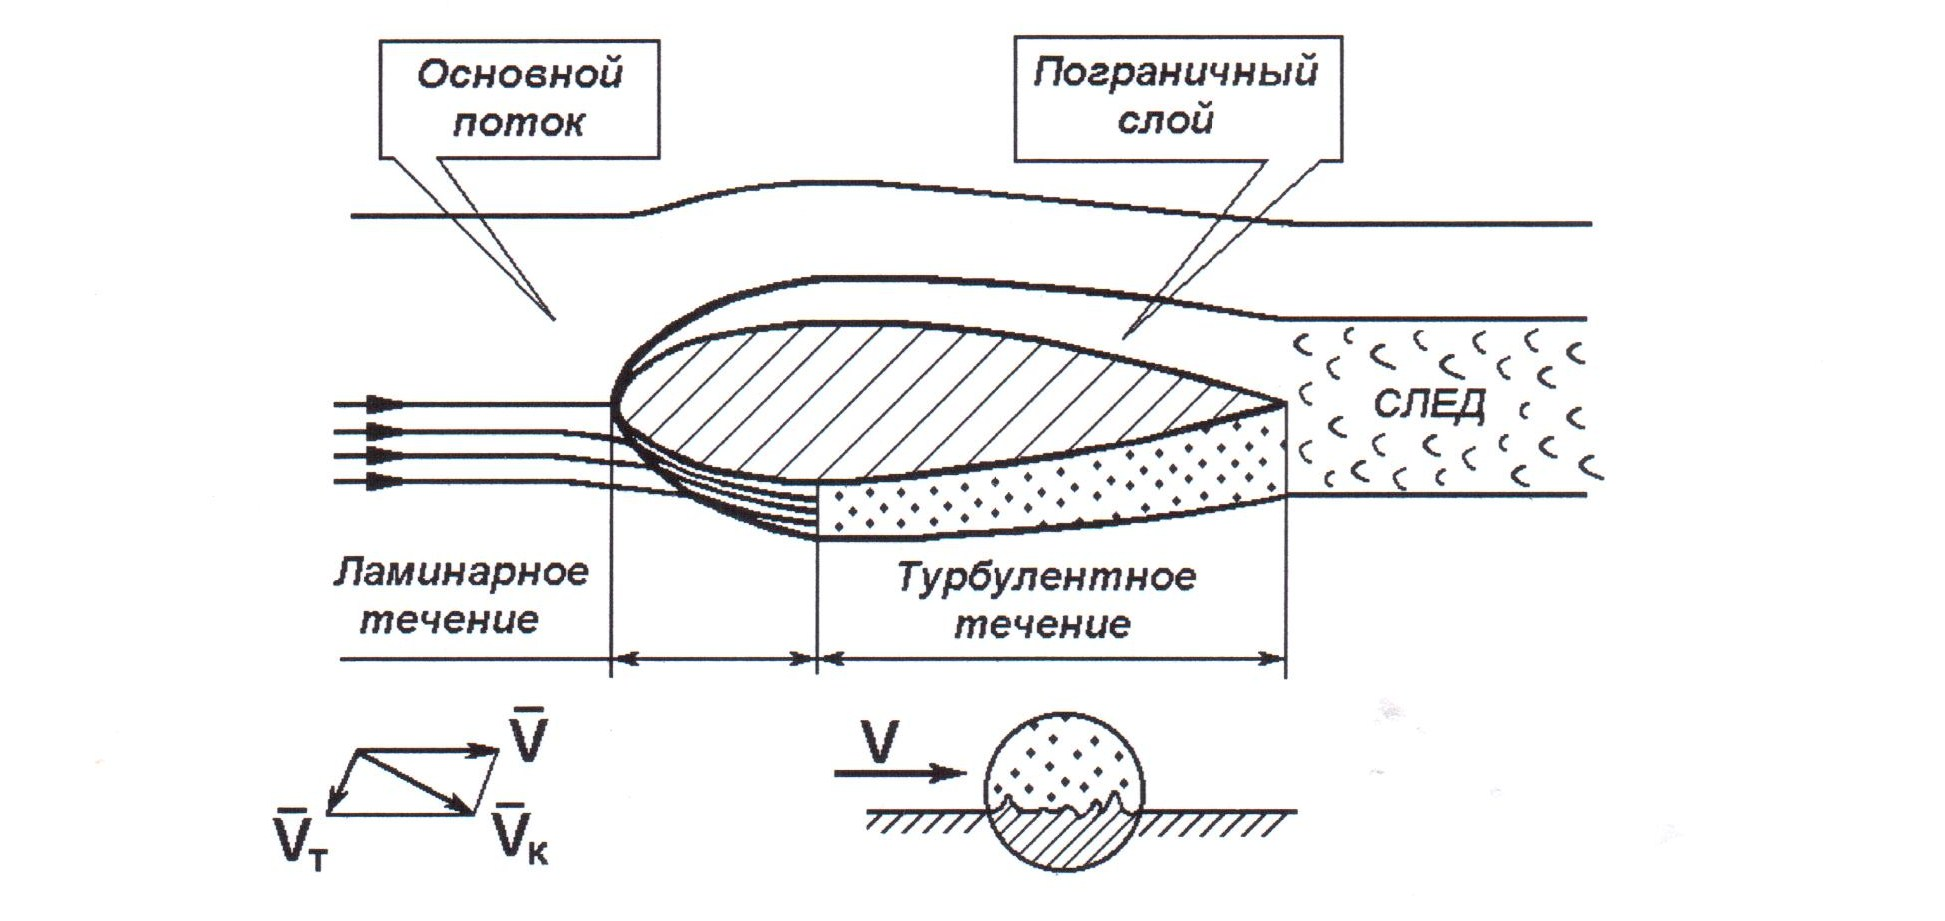 Основной
поток
Пограничный
слой
СЛЕД
Ламинарное
течение
Турбулентное
течение
V̅
V̅т
V̅к
V